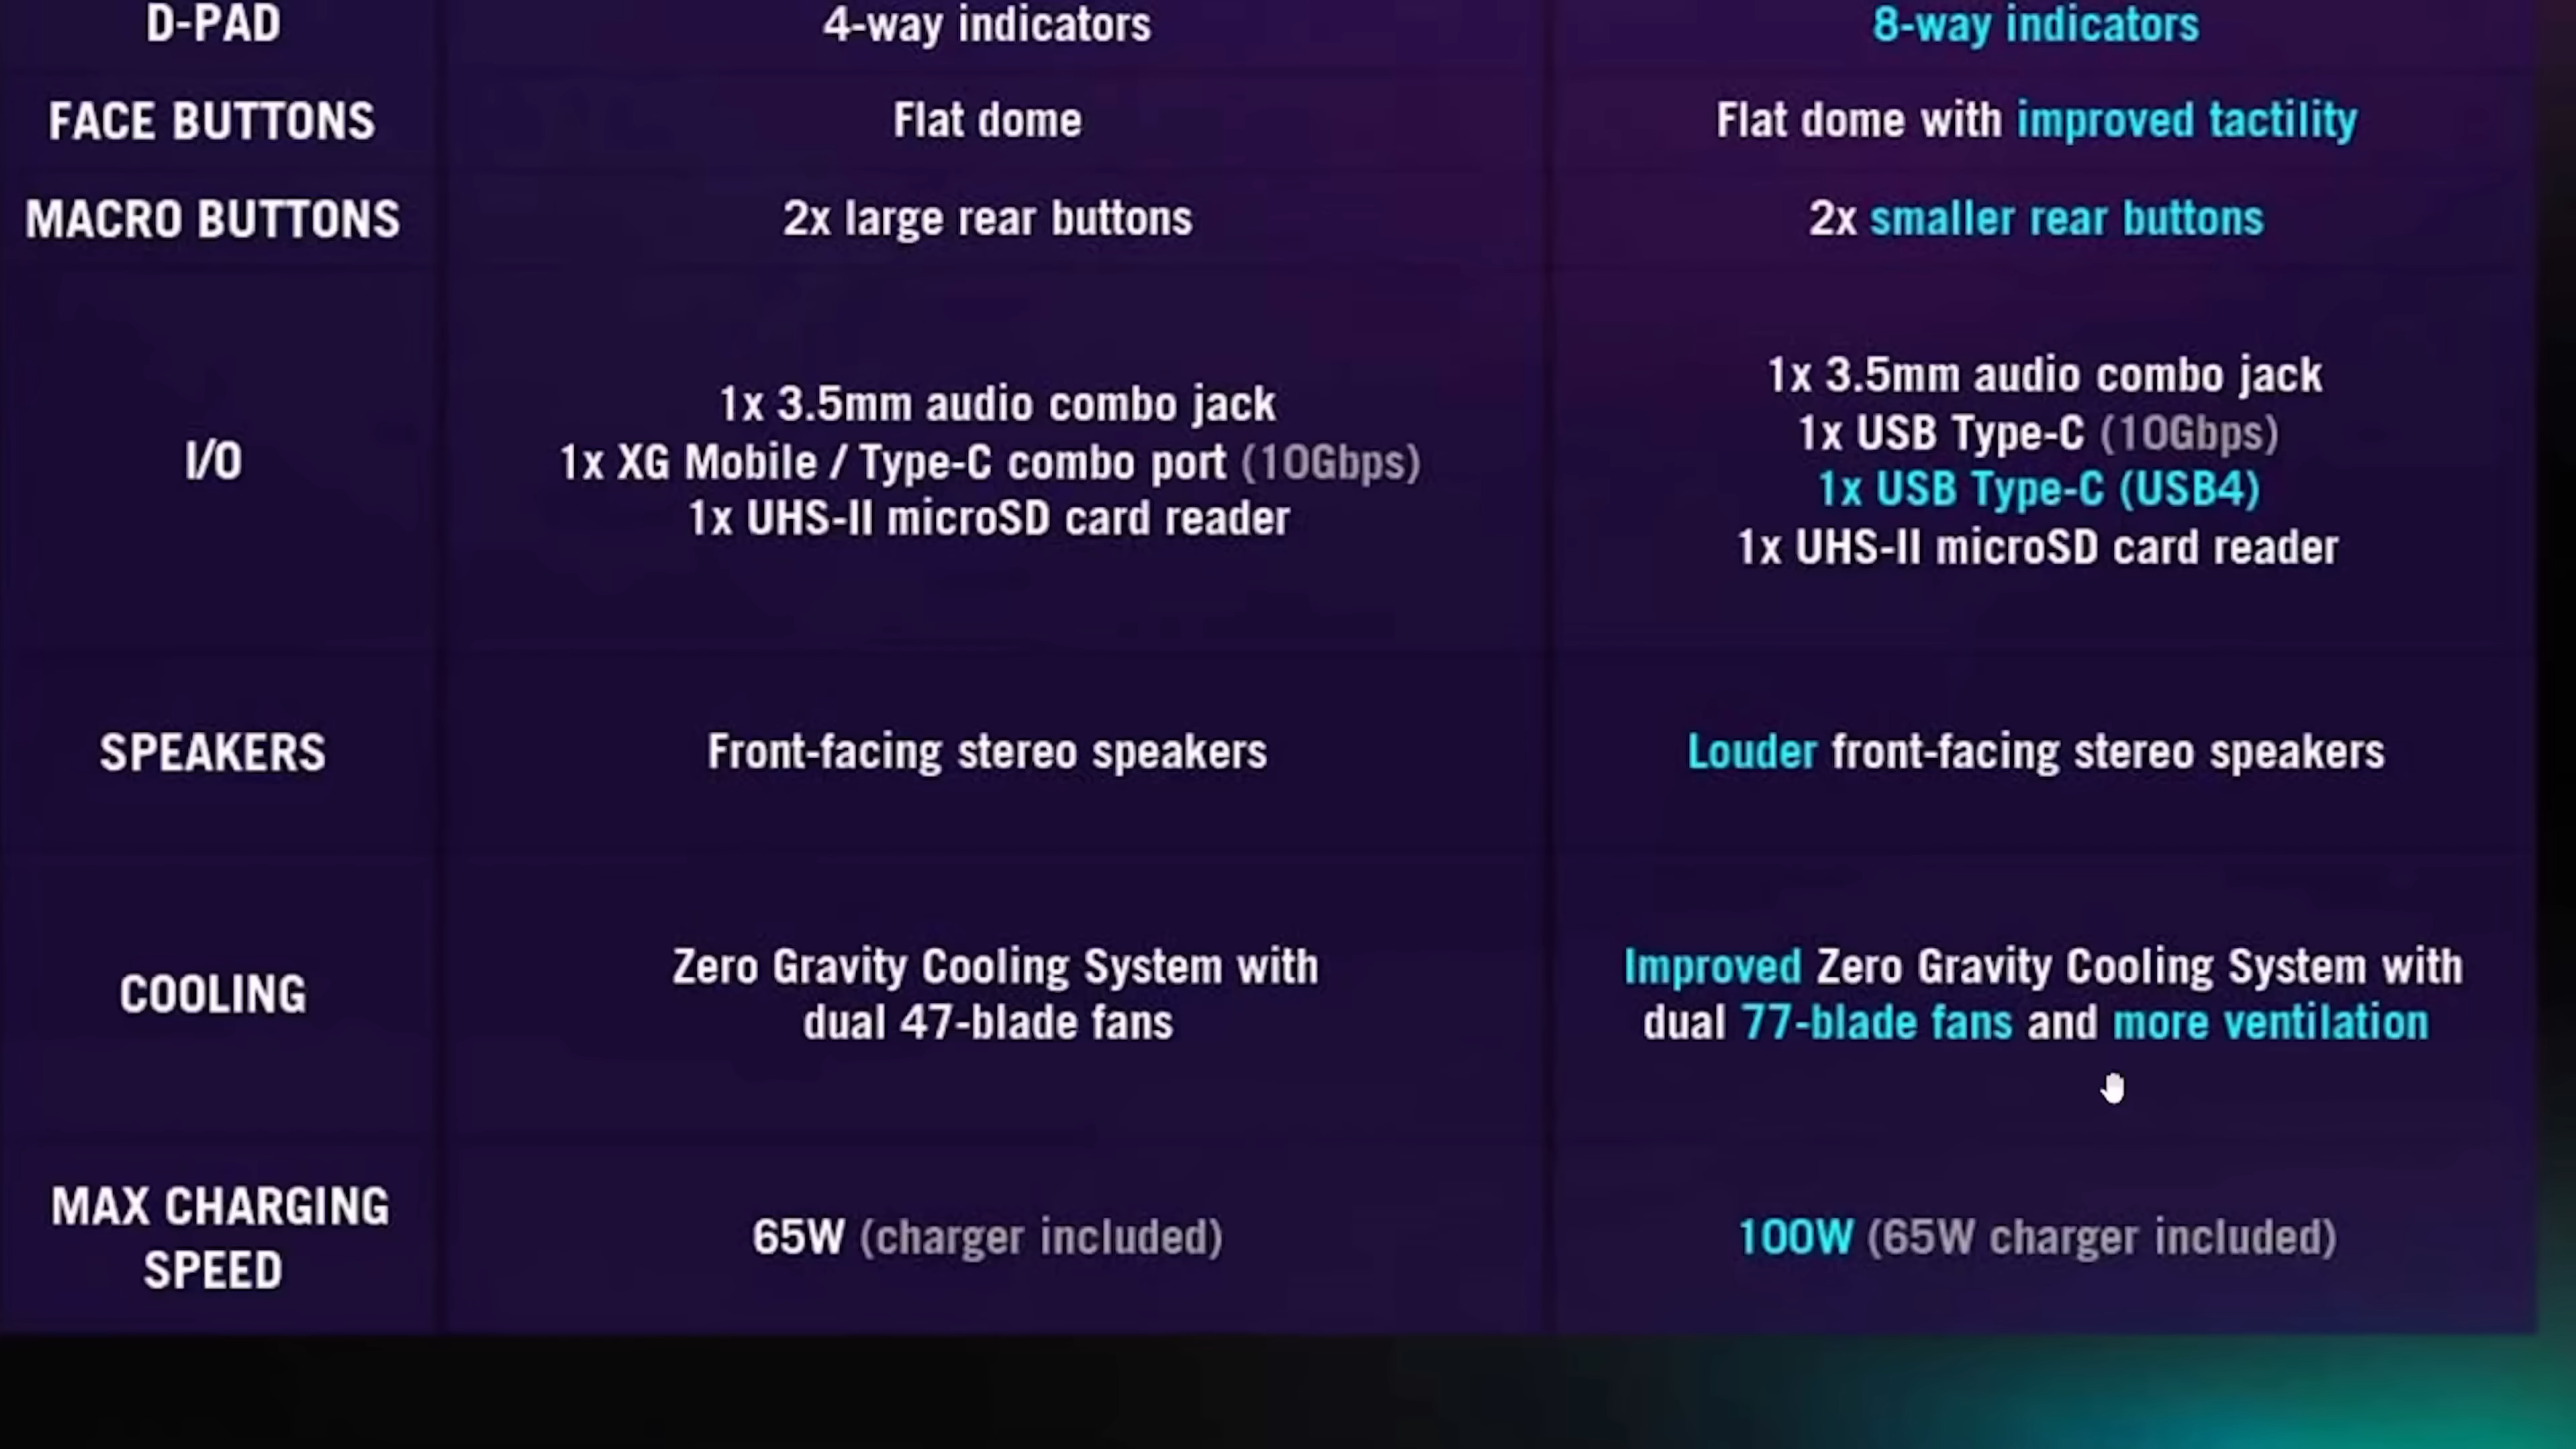 D-PAD
4-way indicators
8-way indicators
FACE BUTTONS
Flat dome
Flat dome with improved tactility
MACRO BUTTONS
2x large rear buttons
2x smaller rear buttons
I/O
1x 3.5mm audio combo jack
1x XG Mobile / Type-C combo port (10Gbps)
1x UHS-II microSD card reader
1x 3.5mm audio combo jack
1x USB Type-C (10Gbps)
1x USB Type-C (USB4)
1x UHS-II microSD card reader
SPEAKERS
Front-facing stereo speakers
Louder front-facing stereo speakers
COOLING
Zero Gravity Cooling System with
dual 47-blade fans
Improved Zero Gravity Cooling System with
dual 77-blade fans and more ventilation
MAX CHARGING
SPEED
65W (charger included)
100W (65W charger included)